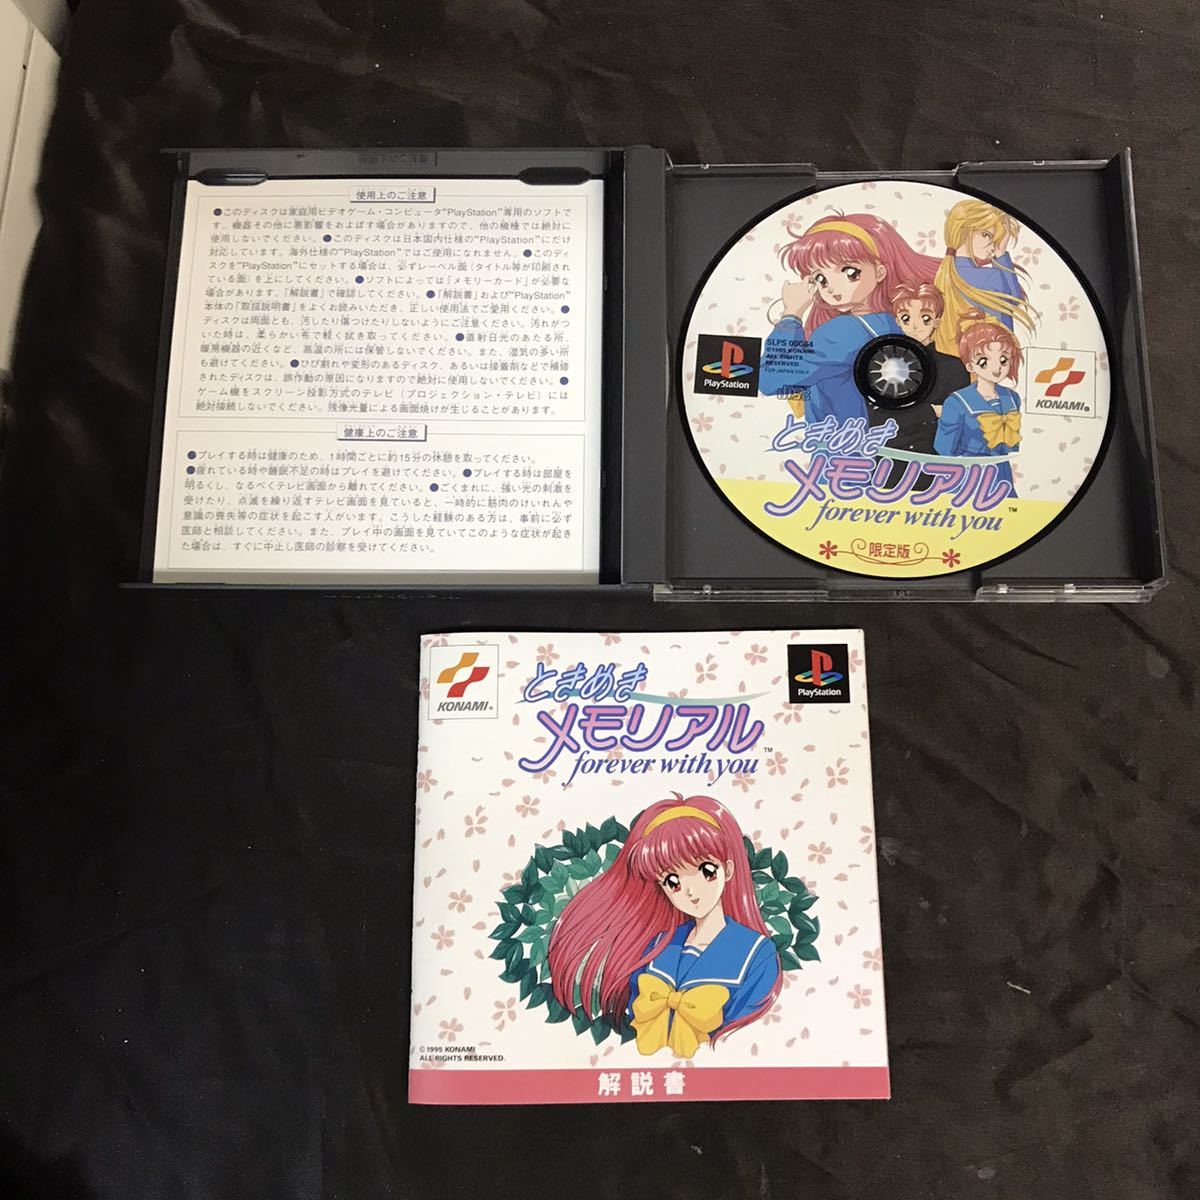 使用上のご注意
●このディスクは家庭用ビデオゲーム・コンピュータ"PlayStation"専用のソフトで
す。機器その他に悪影響をおよぼす場合がありますので、他の機種では絶対に
使用しないでください。●このディスクは日本国内仕様の"PlayStation"にだけ
対応しています。海外仕様の"PlayStation"ではご使用になれません。●このディ
スクを"PlayStation"にセットする場合は、必ずレーベル面(タイトル等が印刷され
ている面)を上にしてください。●ソフトによっては「メモリーカード」が必要な
場合があります。「解説書」で確認してください。●「解説書」および"PlayStation"
本体の「取扱説明書」をよくお読みいただき、正しい使用法でご愛用ください。●
ディスクは両面とも、汚したり傷つけたりしないようにご注意ください。汚れがつ
いた時は、柔らかい布で軽く拭き取ってください。●直射日光のあたる所、
暖房機器の近くなど、高温の所には保管しないでください。また、湿気の多い所
も避けてください。●ひび割れや変形のあるディスク、あるいは接着剤などで補修
されたディスクは、誤作動の原因になりますので絶対に使用しないでください。●
ゲーム機をスクリーン投影方式のテレビ(プロジェクション・テレビ)には
絶対接続しないでください。残像光量による画面焼けが生じることがあります。
健康上のご注意
●プレイする時は健康のため、1時間ごとに約15分の休憩を取ってください。
●疲れている時や睡眠不足の時はプレイを避けてください。●プレイする時は部屋を
明るくし、なるべくテレビ画面から離れてください。●ごくまれに、強い光の刺激を
受けたり、点滅を繰り返すテレビ画面を見ていると、一時的に筋肉のけいれんや
意識の喪失等の症状を起こす人がいます。こうした経験のある方は、事前に必ず
医師と相談してください。また、プレイ中の画面を見ていてこのような症状が起き
た場合は、すぐに中止し医師の診察を受けてください。
PlayStation
SLPS 00064
©1995 KONAMI
ALL RIGHTS
RESERVED.
FOR JAPAN ONLY
disc
KONAMI®
ときめき
メモリアル
forever with you™
限定版
KONAMI®
PlayStation
ときめき
メモリアル™
forever with you
©1995 KONAMI
ALL RIGHTS RESERVED.
解説書